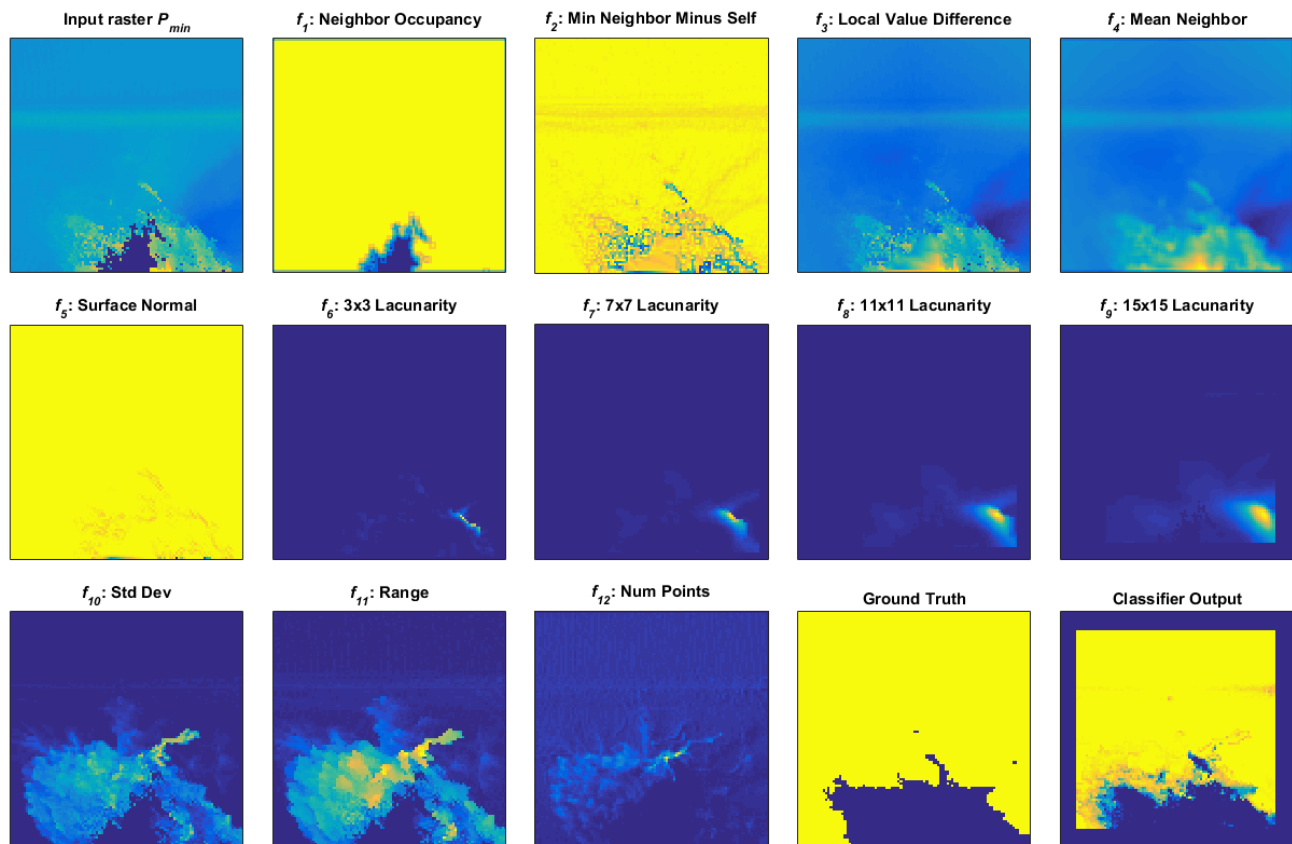 Input raster P_min
f_1: Neighbor Occupancy
f_2: Min Neighbor Minus Self
f_3: Local Value Difference
f_4: Mean Neighbor
f_5: Surface Normal
f_6: 3x3 Lacunarity
f_7: 7x7 Lacunarity
f_8: 11x11 Lacunarity
f_9: 15x15 Lacunarity
f_10: Std Dev
f_11: Range
f_12: Num Points
Ground Truth
Classifier Output